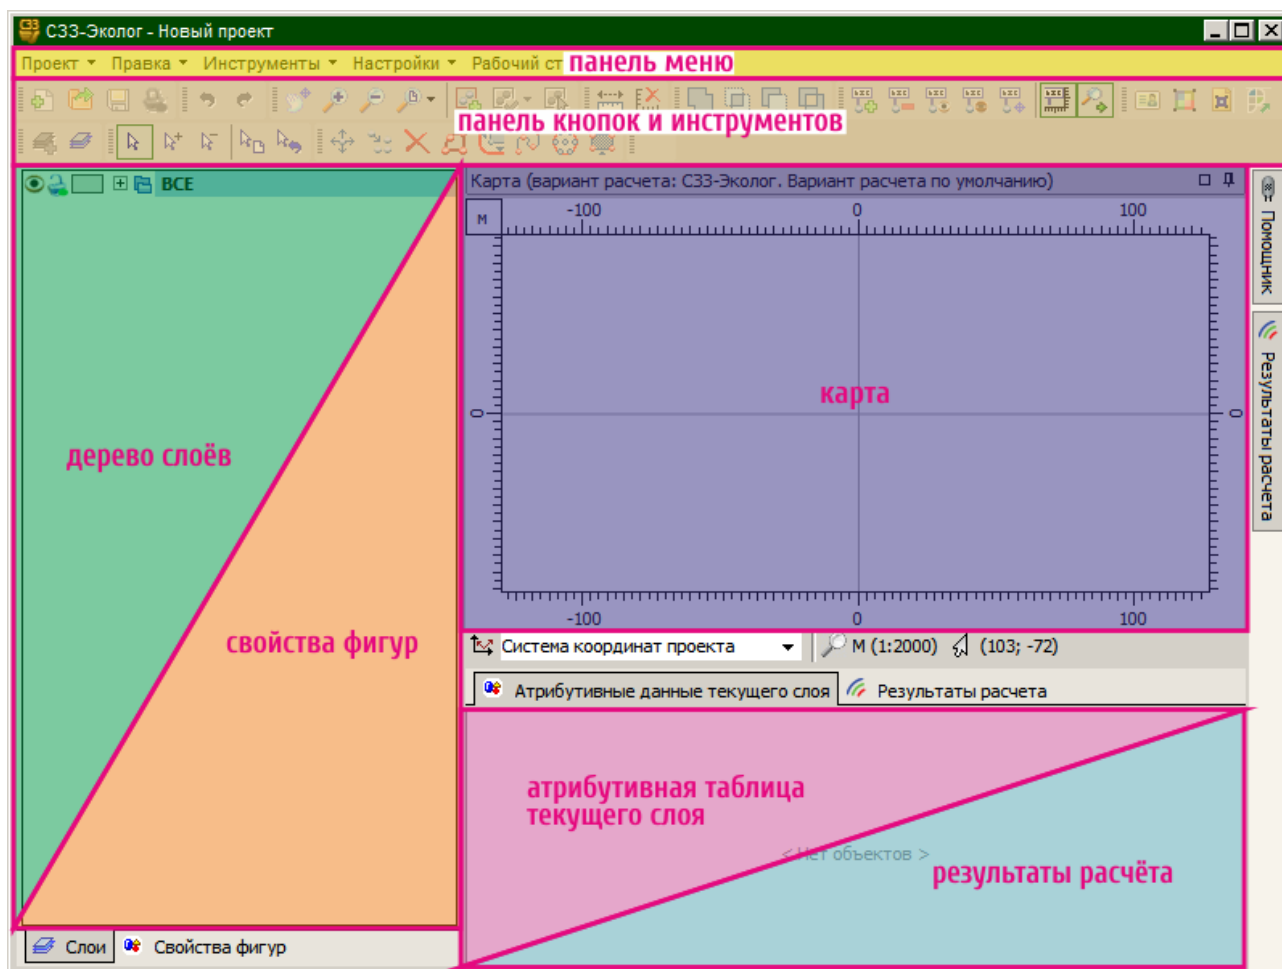 СЗЗ-Эколог - Новый проект
Проект Правка Инструменты Настройки Рабочий ст
панель меню
панель кнопок и инструментов
ВСЕ
Карта (вариант расчета: СЗЗ-Эколог. Вариант расчета по умолчанию)
м
-100 0 100
Помощник
Результаты расчета
0 0
карта
дерево слоёв
свойства фигур
-100 0 100
Система координат проекта М (1:2000) (103; -72)
Атрибутивные данные текущего слоя Результаты расчета
атрибутивная таблица
текущего слоя
< Нет объектов >
результаты расчёта
Слои Свойства фигур